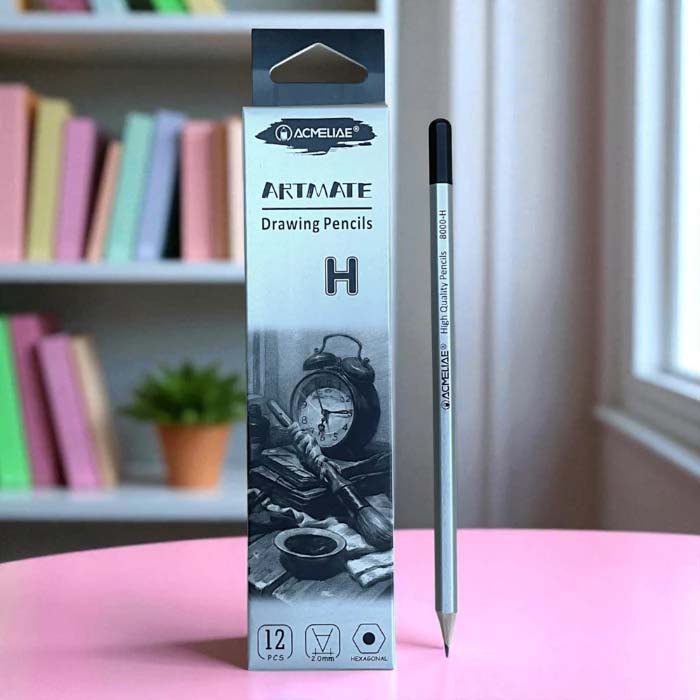 ACMELIAE®
ARTMATE
Drawing Pencils
H
12
PCS
2.0mm
HEXAGONAL
ACMELIAE® High Quality Pencils 8000-H